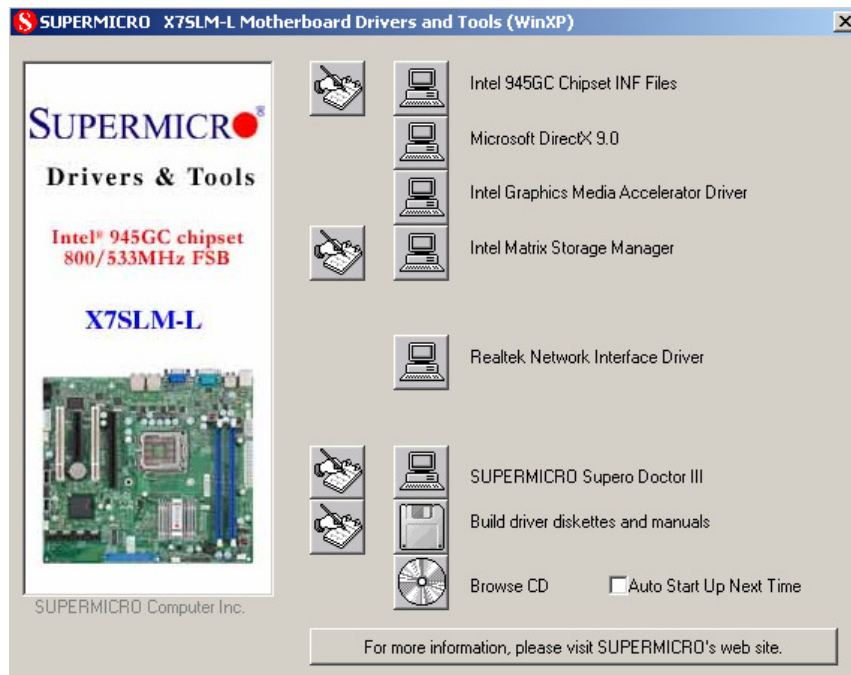 SUPERMICRO X7SLM-L Motherboard Drivers and Tools (WinXP)
SUPERMICRO®
Drivers & Tools
Intel® 945GC chipset
800/533MHz FSB
X7SLM-L
SUPERMICRO Computer Inc.
Intel 945GC Chipset INF Files
Microsoft DirectX 9.0
Intel Graphics Media Accelerator Driver
Intel Matrix Storage Manager
Realtek Network Interface Driver
SUPERMICRO Supero Doctor III
Build driver diskettes and manuals
Browse CD
Auto Start Up Next Time
For more information, please visit SUPERMICRO's web site.